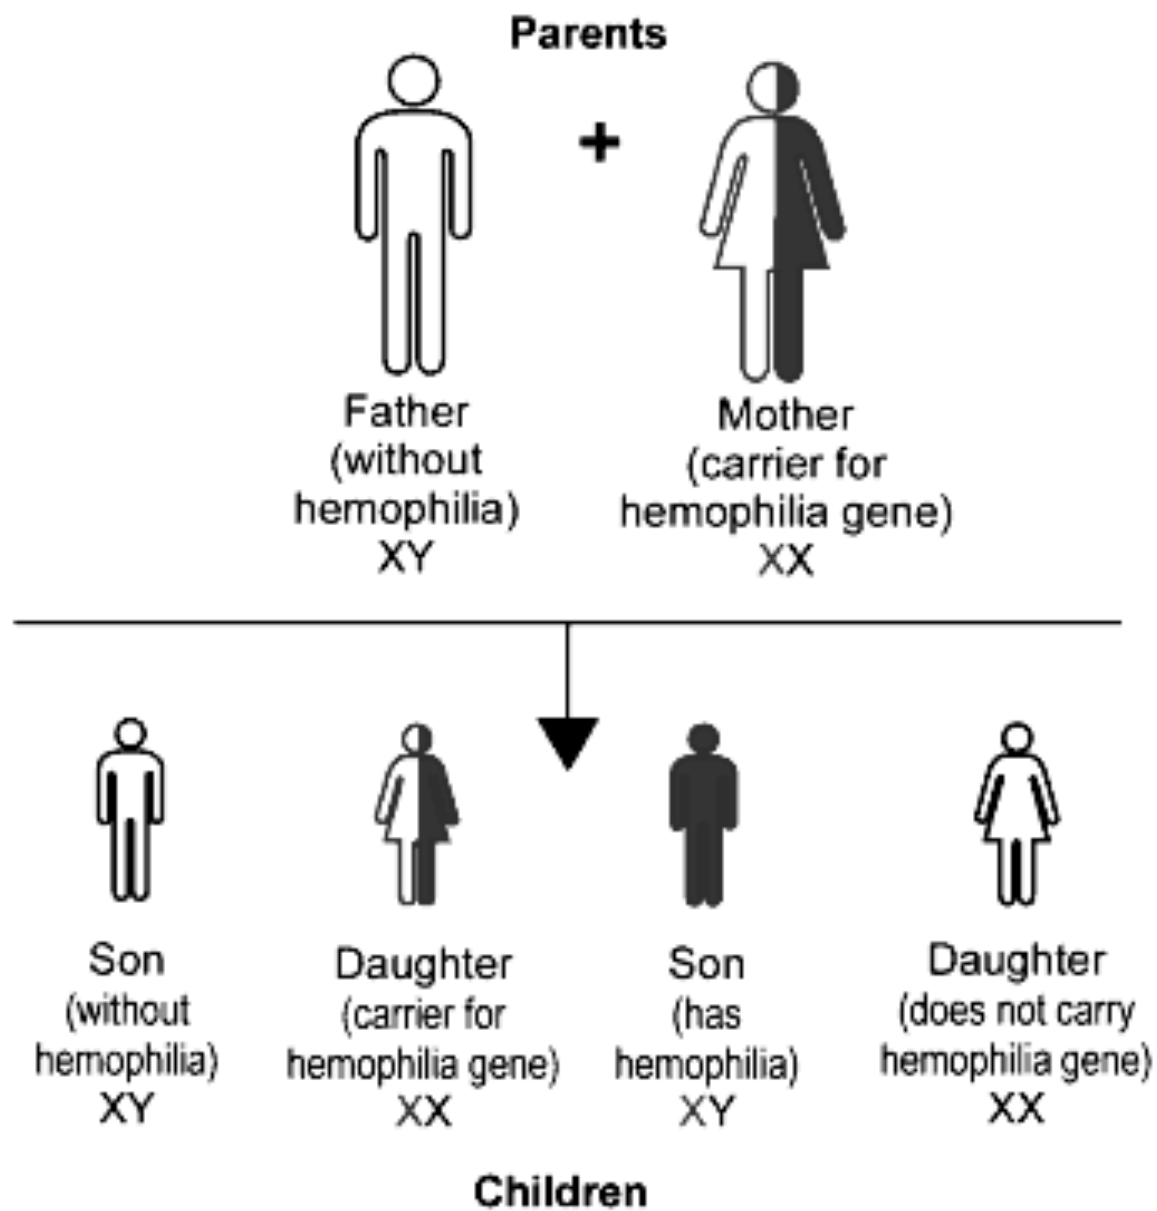 Parents
+
Father
(without
hemophilia)
XY
Mother
(carrier for
hemophilia gene)
XX
Son
(without
hemophilia)
XY
Daughter
(carrier for
hemophilia gene)
XX
Son
(has
hemophilia)
XY
Daughter
(does not carry
hemophilia gene)
XX
Children